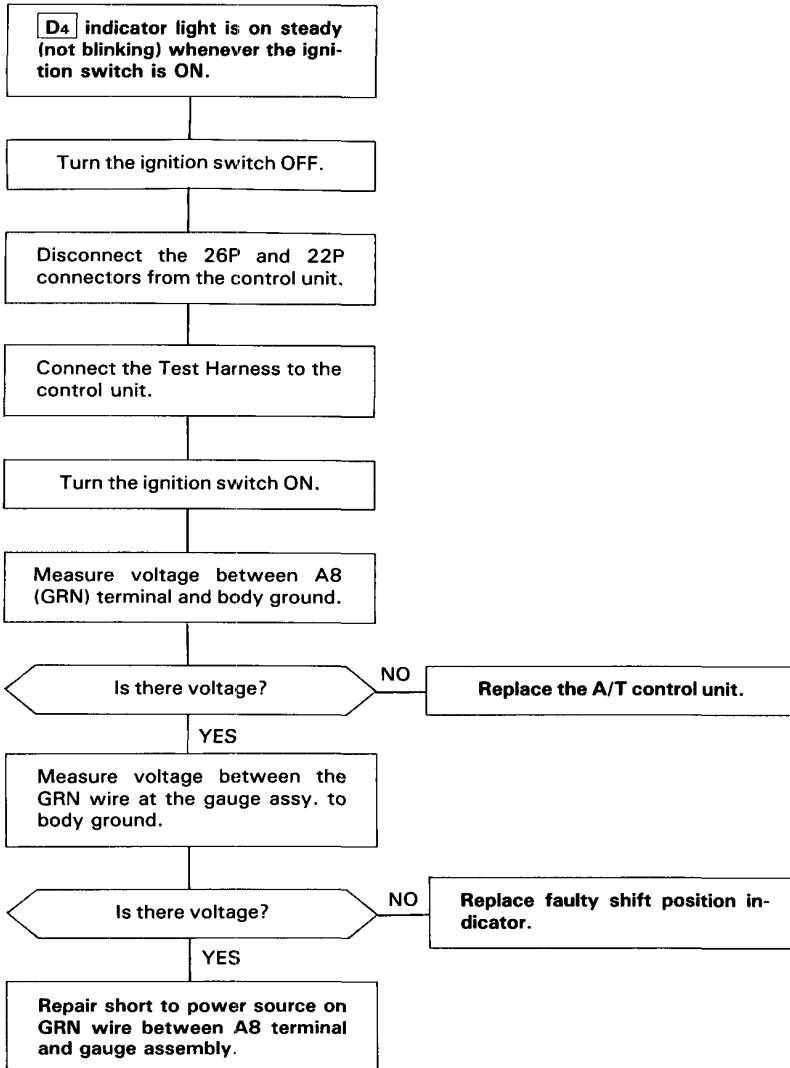 D4 indicator light is on steady
(not blinking) whenever the igni-
tion switch is ON.
Turn the ignition switch OFF.
Disconnect the 26P and 22P
connectors from the control unit.
Connect the Test Harness to the
control unit.
Turn the ignition switch ON.
Measure voltage between A8
(GRN) terminal and body ground.
Is there voltage?
NO
Replace the A/T control unit.
YES
Measure voltage between the
GRN wire at the gauge assy. to
body ground.
Is there voltage?
NO
Replace faulty shift position in-
dicator.
YES
Repair short to power source on
GRN wire between A8 terminal
and gauge assembly.